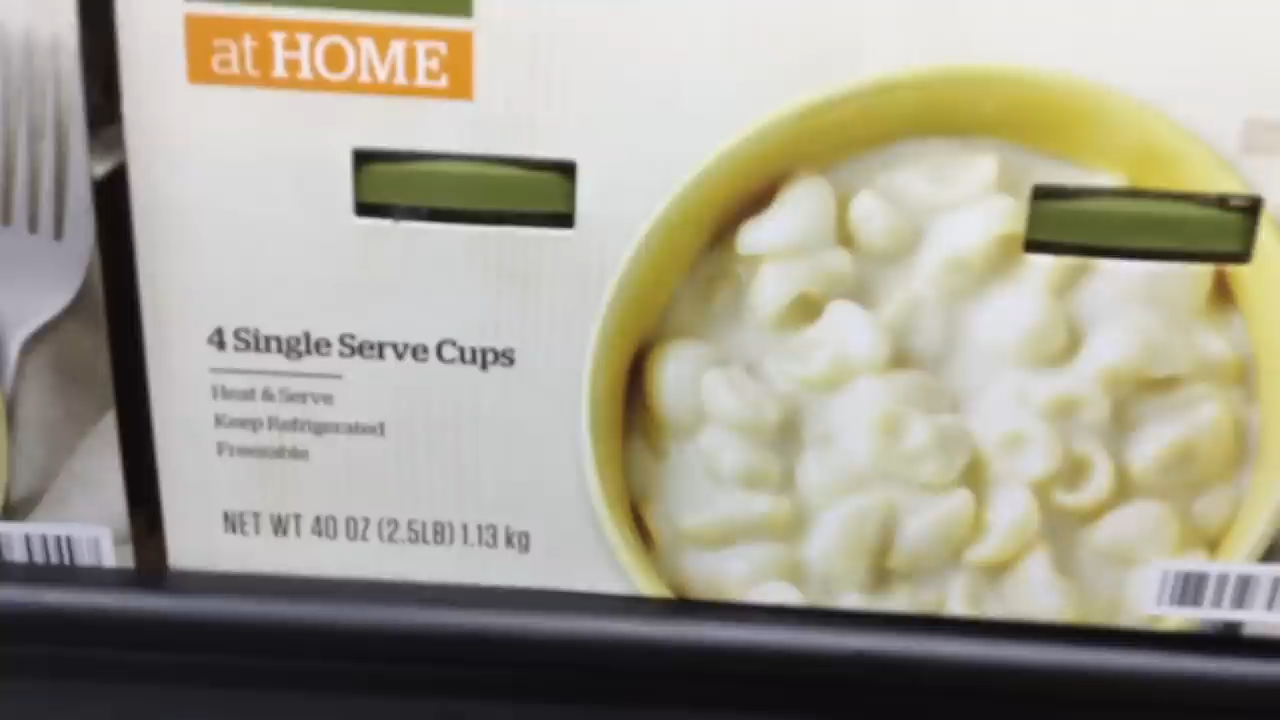 at HOME
4 Single Serve Cups
Heat & Serve
Keep Refrigerated
Freezable
NET WT 40 OZ (2.5LB) 1.13 kg